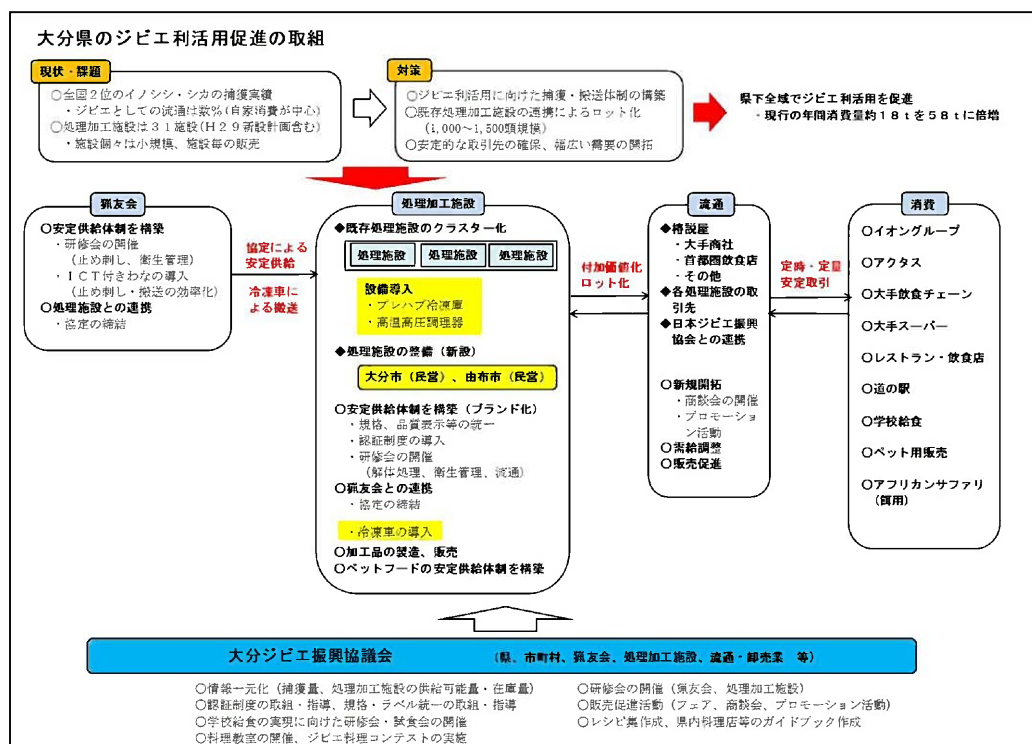 大分県のジビエ利活用促進の取組
現状・課題
○全国2位のイノシシ・シカの捕獲実績
・ジビエとしての流通は数%(自家消費が中心)
○処理加工施設は31施設(H29新設計画含む)
・施設個々は小規模、施設毎の販売
対策
○ジビエ利活用に向けた捕獲・搬送体制の構築
○既存処理加工施設の連携によるロット化
(1,000~1,500頭規模)
○安定的な取引先の確保、幅広い需要の開拓
県下全域でジビエ利活用を促進
・現行の年間消費量約18tを58tに倍増
猟友会
○安定供給体制を構築
・研修会の開催
(止め刺し、衛生管理)
・ICT付きわなの導入
(止め刺し・搬送の効率化)
○処理施設との連携
・協定の締結
協定による
安定供給
冷凍車に
よる搬送
処理加工施設
◆既存処理施設のクラスター化
処理施設 処理施設 処理施設
設備導入
・プレハブ冷凍庫
・高温高圧調理器
◆処理施設の整備(新設)
大分市(民営)、由布市(民営)
○安定供給体制を構築(ブランド化)
・規格、品質表示等の統一
・認証制度の導入
・研修会の開催
(解体処理、衛生管理、流通)
○猟友会との連携
・協定の締結
・冷凍車の導入
○加工品の製造、販売
○ペットフードの安定供給体制を構築
付加価値化
ロット化
流通
◆椿説屋
・大手商社
・首都圏飲食店
・その他
◆各処理施設の取
引先
◆日本ジビエ振興
協会との連携
○新規開拓
・商談会の開催
・プロモーショ
ン活動
○需給調整
○販売促進
定時・定量
安定取引
消費
○イオングループ
○アクタス
○大手飲食チェーン
○大手スーパー
○レストラン・飲食店
○道の駅
○学校給食
○ペット用販売
○アフリカンサファリ
(餌用)
大分ジビエ振興協議会 (県、市町村、猟友会、処理加工施設、流通・卸売業 等)
○情報一元化(捕獲量、処理加工施設の供給可能量・在庫量)
○認証制度の取組・指導、規格・ラベル統一の取組・指導
○学校給食の実現に向けた研修会・試食会の開催
○料理教室の開催、ジビエ料理コンテストの実施
○研修会の開催(猟友会、処理加工施設)
○販売促進活動(フェア、商談会、プロモーション活動)
○レシピ集作成、県内料理店等のガイドブック作成